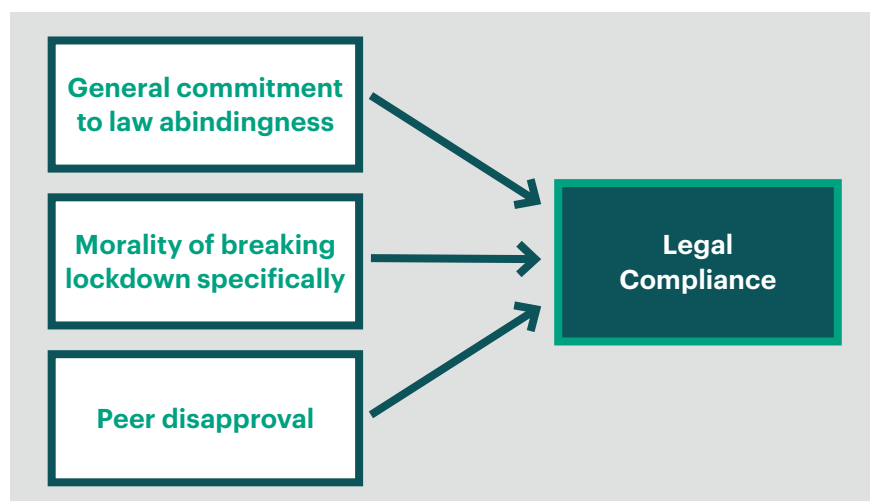 General commitment
to law abindingness
Morality of breaking
lockdown specifically
Legal
Compliance
Peer disapproval